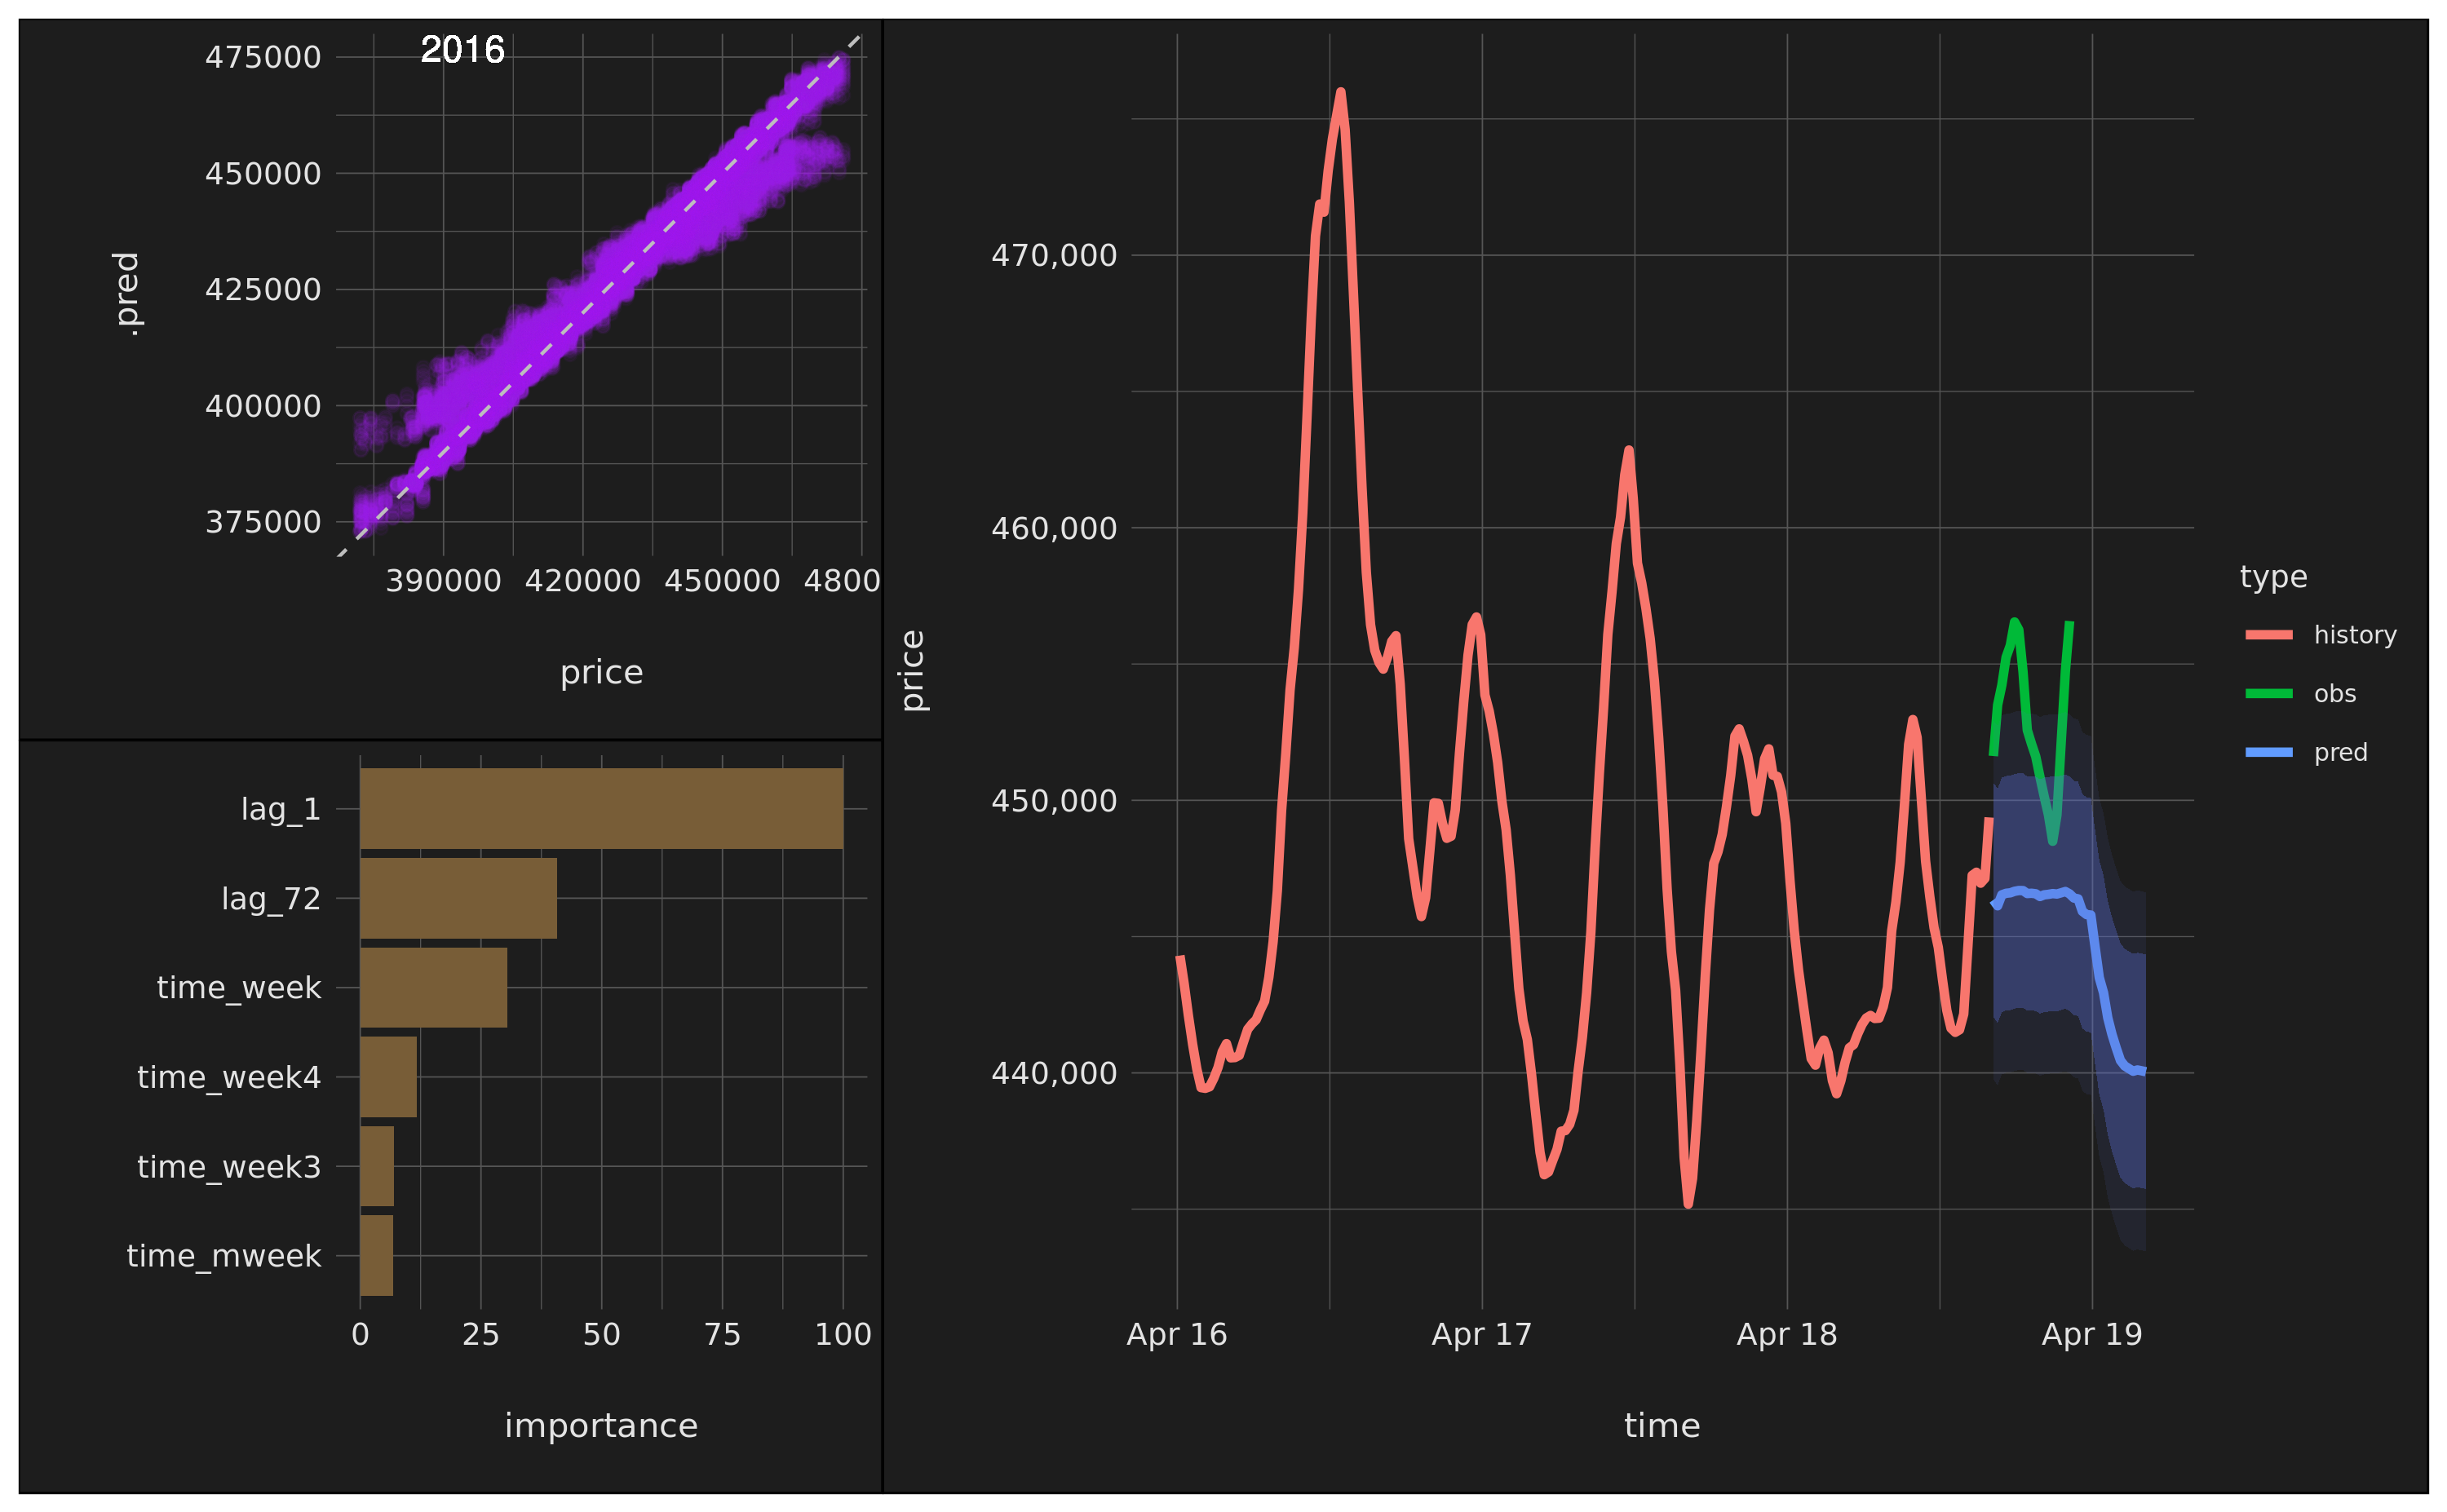 2016
475000
450000
425000
400000
375000
.pred
390000 420000 450000 4800
price
lag_1
lag_72
time_week
time_week4
time_week3
time_mweek
0 25 50 75 100
importance
price
470,000
460,000
450,000
440,000
Apr 16 Apr 17 Apr 18 Apr 19
time
type
history
obs
pred